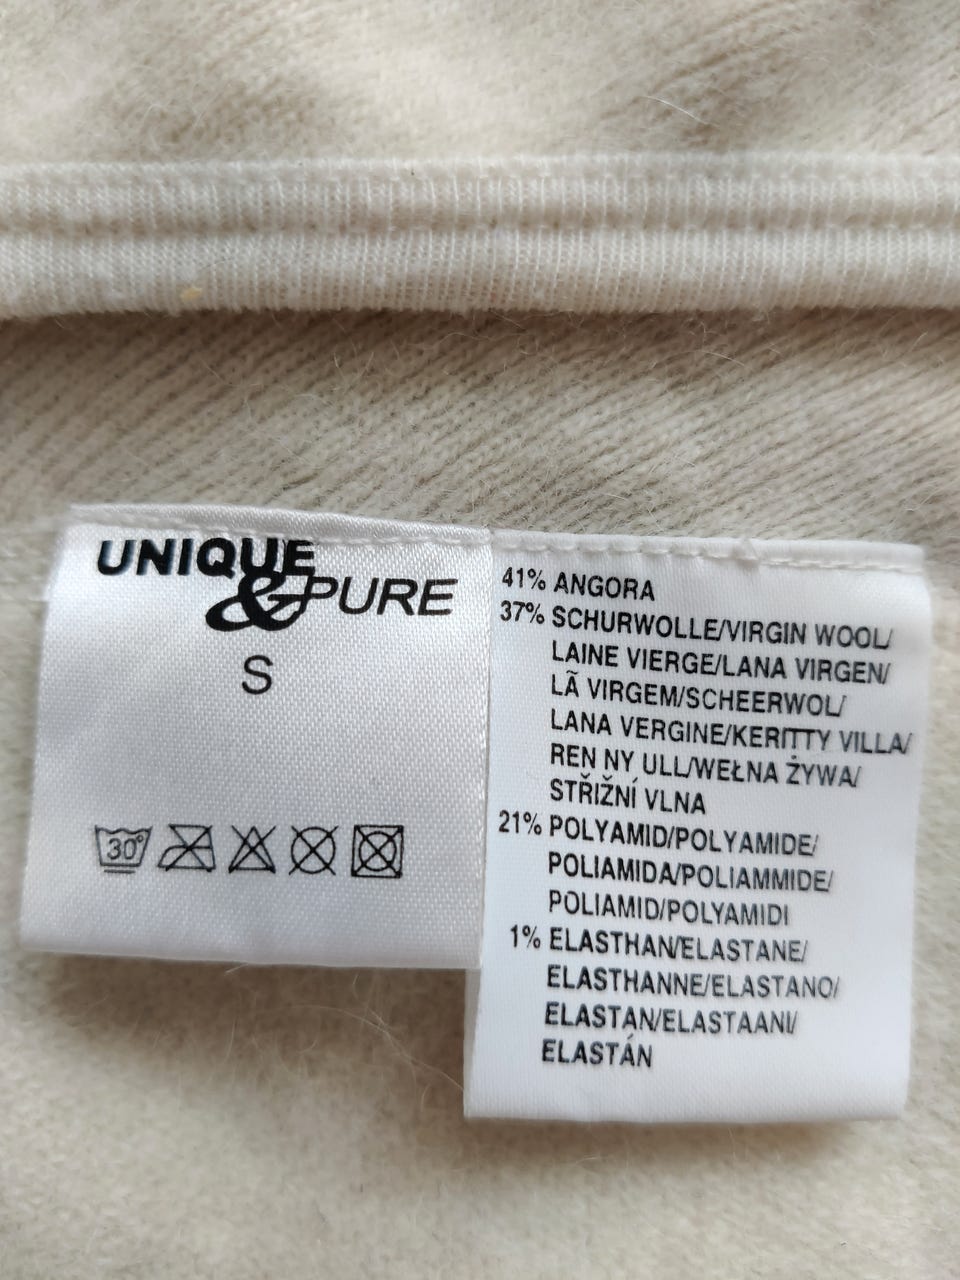 UNIQUE
& PURE
S
30°
41% ANGORA
37% SCHURWOLLE/VIRGIN WOOL/
LAINE VIERGE/LANA VIRGEN/
LÃ VIRGEM/SCHEERWOL/
LANA VERGINE/KERITTY VILLA/
REN NY ULL/WEŁNA ŻYWA/
STŘIŽNÍ VLNA
21% POLYAMID/POLYAMIDE/
POLIAMIDA/POLIAMMIDE/
POLIAMID/POLYAMIDI
1% ELASTHAN/ELASTANE/
ELASTHANNE/ELASTANO/
ELASTAN/ELASTAANI/
ELASTÁN